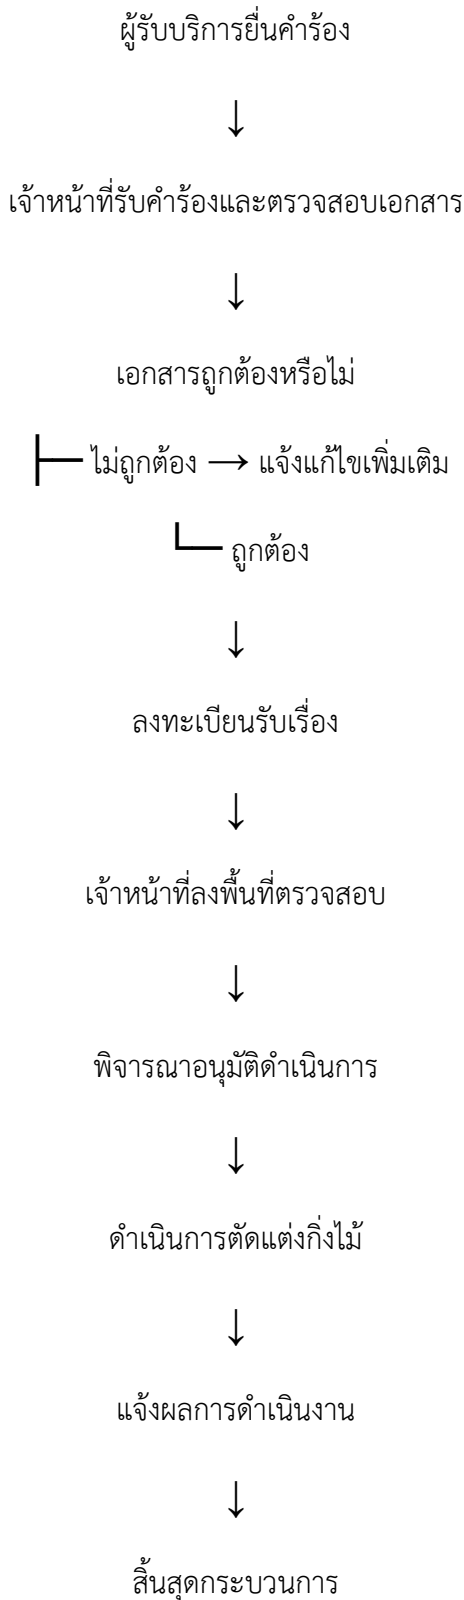 ผู้รับบริการยื่นคำร้อง
↓
เจ้าหน้าที่รับคำร้องและตรวจสอบเอกสาร
↓
เอกสารถูกต้องหรือไม่
├─ ไม่ถูกต้อง → แจ้งแก้ไขเพิ่มเติม
└─ ถูกต้อง
↓
ลงทะเบียนรับเรื่อง
↓
เจ้าหน้าที่ลงพื้นที่ตรวจสอบ
↓
พิจารณาอนุมัติดำเนินการ
↓
ดำเนินการตัดแต่งกิ่งไม้
↓
แจ้งผลการดำเนินงาน
↓
สิ้นสุดกระบวนการ